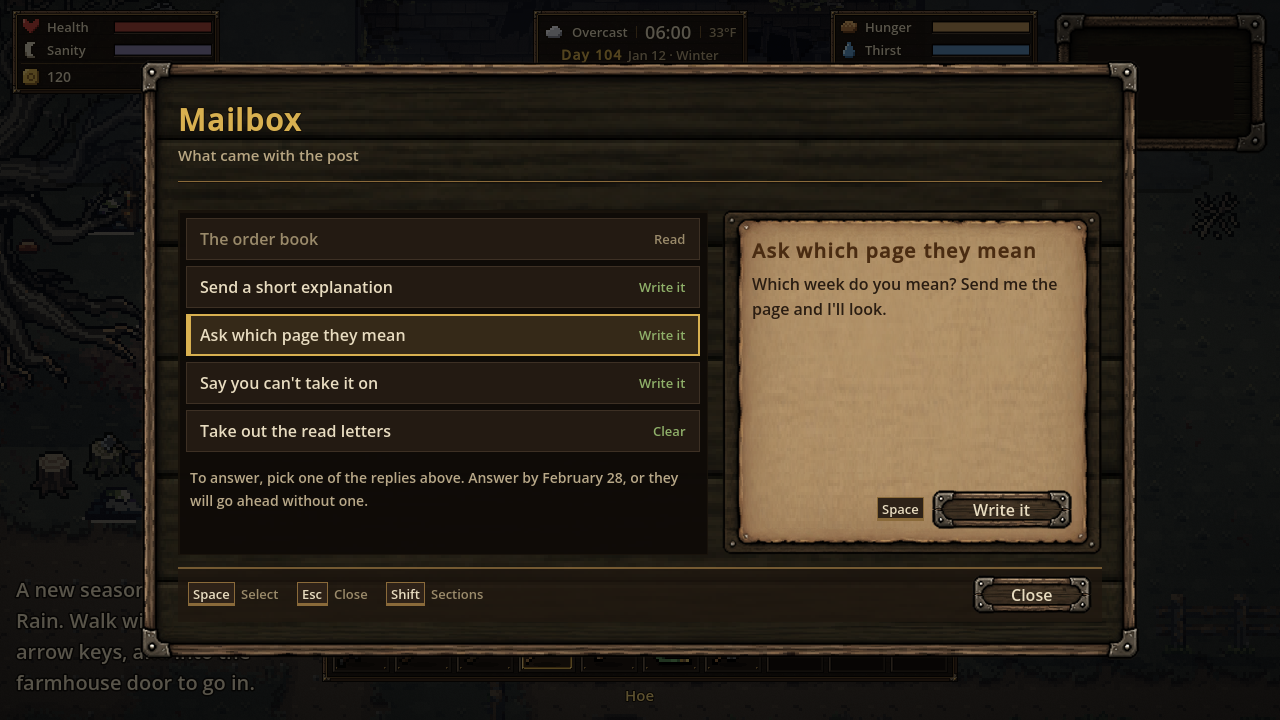 Health
Sanity
120
Overcast 06:00 33°F
Day 104 Jan 12 · Winter
Hunger
Thirst
Mailbox
What came with the post
The order book Read
Send a short explanation Write it
Ask which page they mean Write it
Say you can't take it on Write it
Take out the read letters Clear
To answer, pick one of the replies above. Answer by February 28, or they
will go ahead without one.
Ask which page they mean
Which week do you mean? Send me the
page and I'll look.
Space Write it
Space Select Esc Close Shift Sections
Close
A new season
Rain. Walk wi
arrow keys, a
farmhouse door to go in.
Hoe